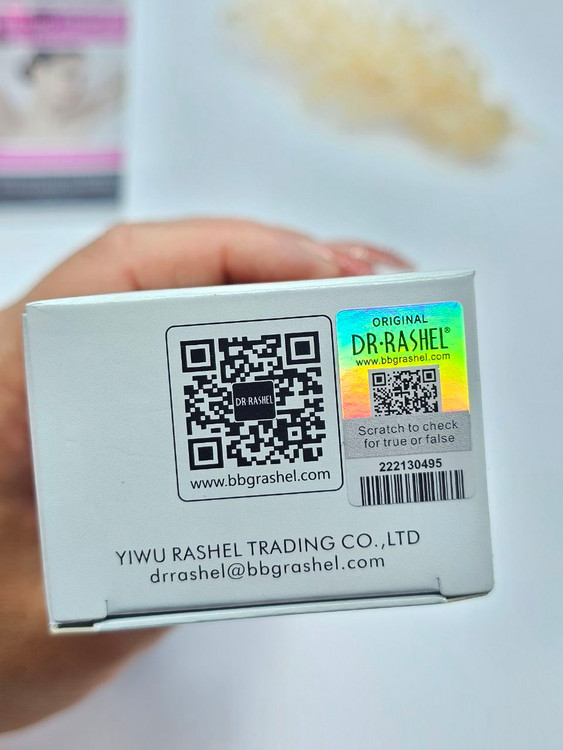 DR·RASHEL
www.bbgrashel.com
ORIGINAL
DR·RASHEL®
www.bbgrashel.com
Scratch to check
for true or false
222130495
YIWU RASHEL TRADING CO.,LTD
drrashel@bbgrashel.com